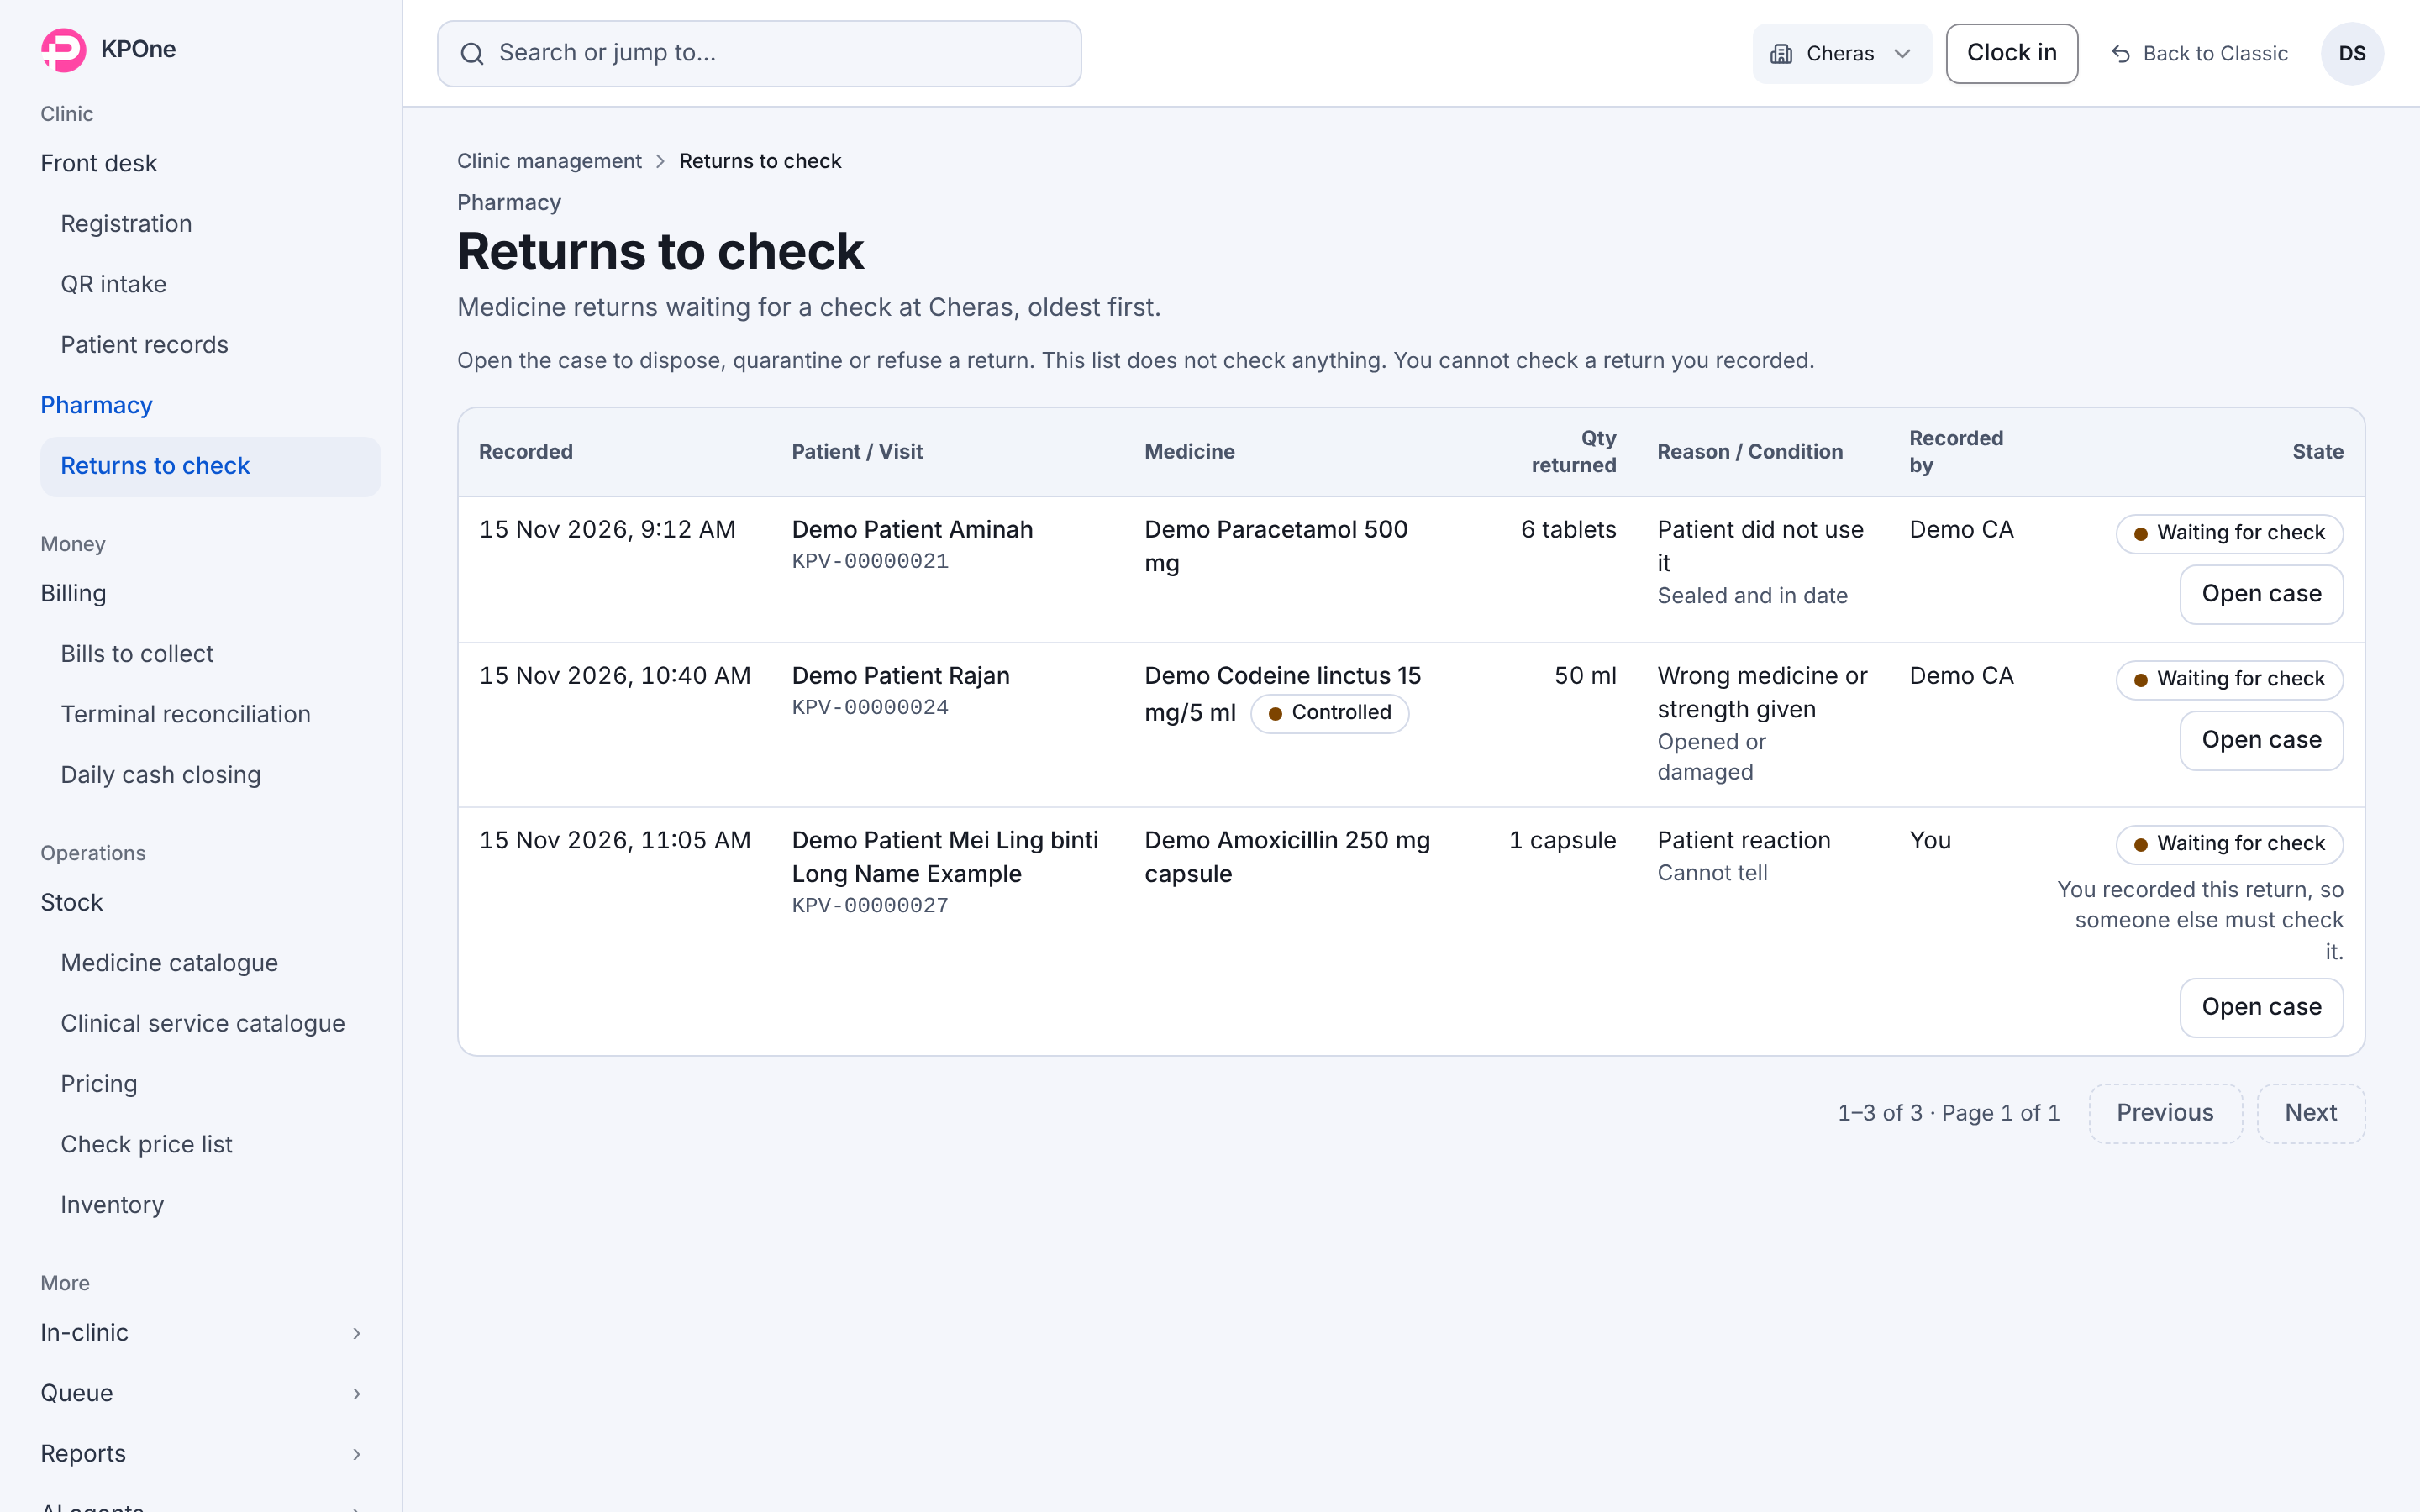 KPOne
Search or jump to...
Cheras
Clock in
Back to Classic
DS
Clinic
Front desk
Registration
QR intake
Patient records
Pharmacy
Returns to check
Money
Billing
Bills to collect
Terminal reconciliation
Daily cash closing
Operations
Stock
Medicine catalogue
Clinical service catalogue
Pricing
Check price list
Inventory
More
In-clinic
Queue
Reports
AI agents
Clinic management > Returns to check
Pharmacy
Returns to check
Medicine returns waiting for a check at Cheras, oldest first.
Open the case to dispose, quarantine or refuse a return. This list does not check anything. You cannot check a return you recorded.
Recorded
Patient / Visit
Medicine
Qty
returned
Reason / Condition
Recorded
by
State
15 Nov 2026, 9:12 AM
Demo Patient Aminah
KPV-00000021
Demo Paracetamol 500
mg
6 tablets
Patient did not use
it
Sealed and in date
Demo CA
Waiting for check
Open case
15 Nov 2026, 10:40 AM
Demo Patient Rajan
KPV-00000024
Demo Codeine linctus 15
mg/5 ml Controlled
50 ml
Wrong medicine or
strength given
Opened or
damaged
Demo CA
Waiting for check
Open case
15 Nov 2026, 11:05 AM
Demo Patient Mei Ling binti
Long Name Example
KPV-00000027
Demo Amoxicillin 250 mg
capsule
1 capsule
Patient reaction
Cannot tell
You
Waiting for check
You recorded this return, so
someone else must check
it.
Open case
1–3 of 3 · Page 1 of 1
Previous
Next